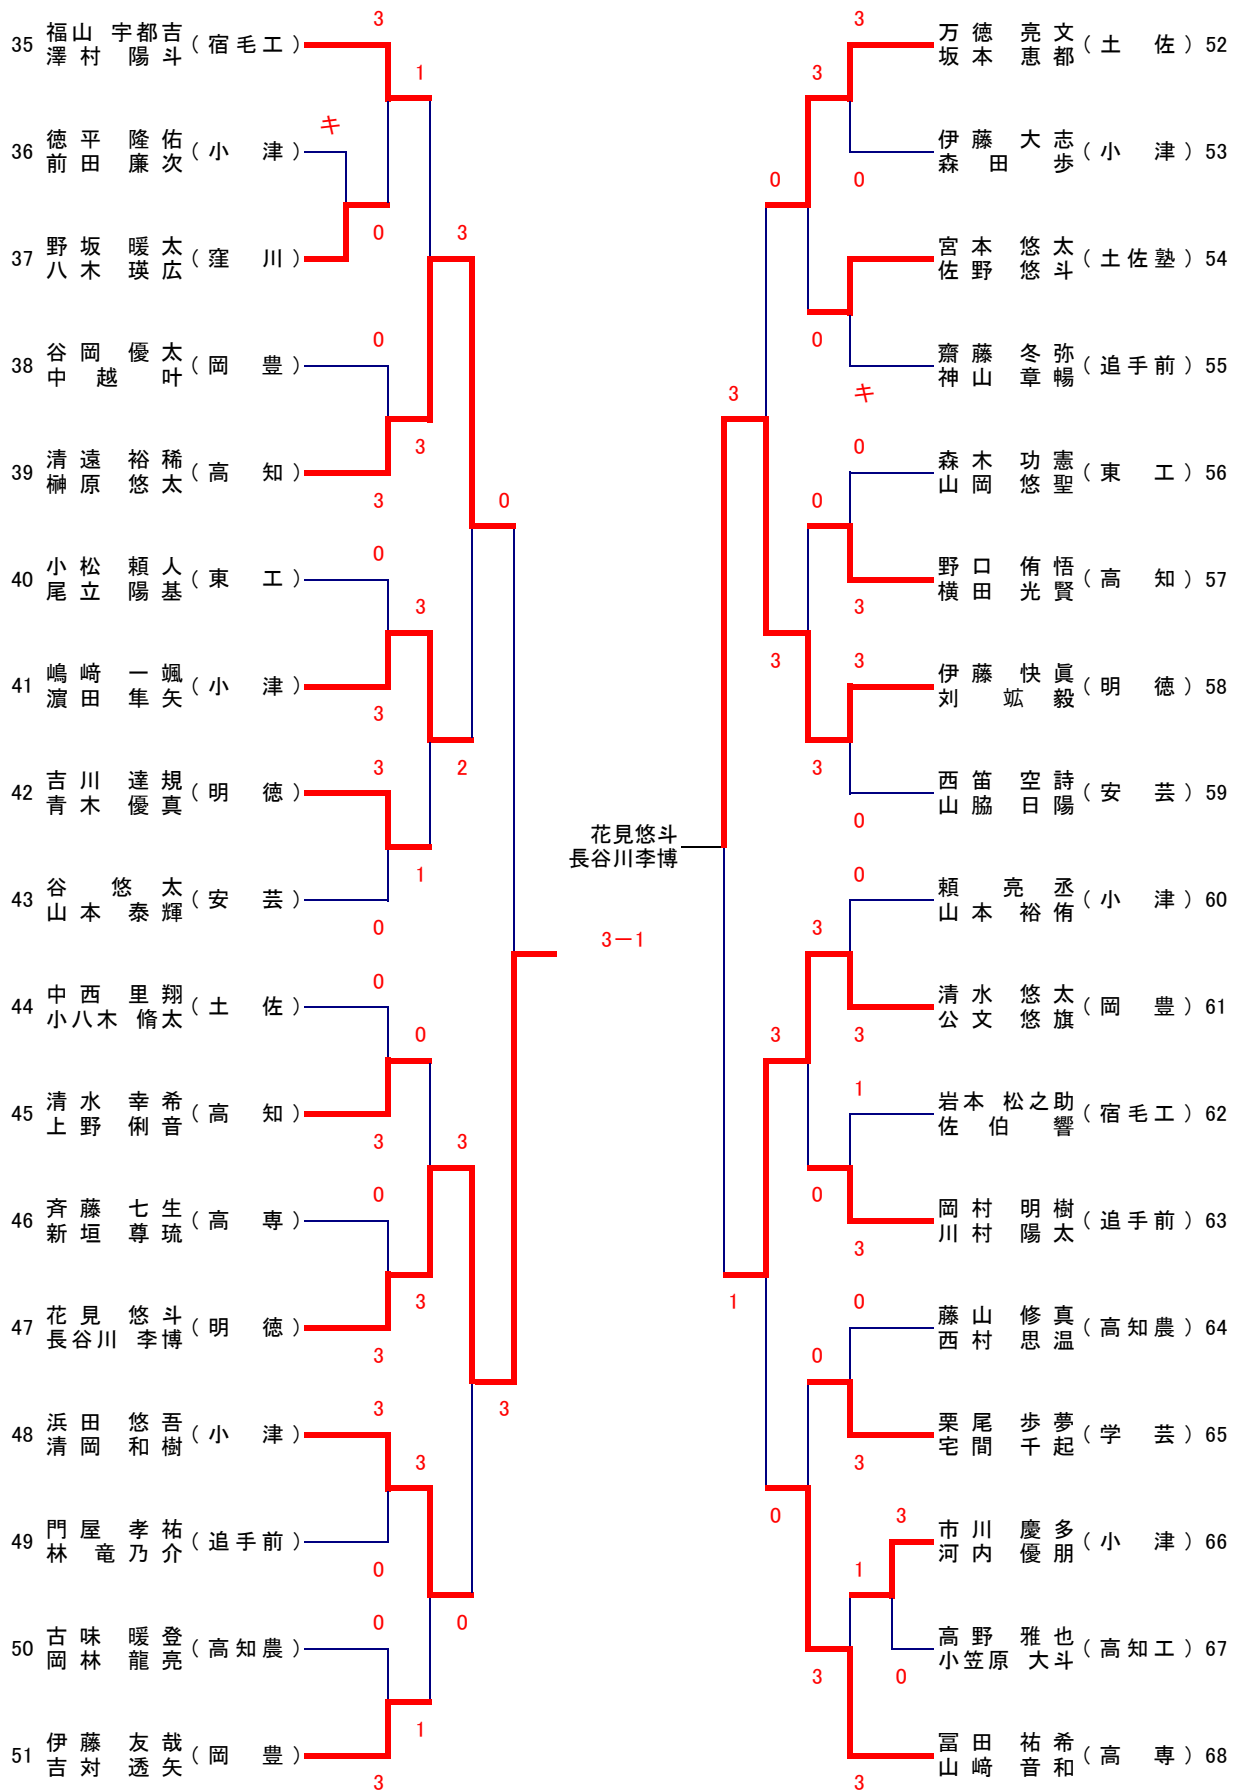 3
35 福山 宇都吉 (宿毛工)
澤村 陽斗
1
キ
36 徳平 隆佑 (小津)
前田 廉次
0
3
37 野坂 暖太 (窪川)
八木 瑛広
0
38 谷岡 優太 (岡豊)
中越 叶
3
39 清遠 裕稀 (高知)
榊原 悠太
3
0
0
40 小松 頼人 (東工)
尾立 陽基
3
41 嶋﨑 一颯 (小津)
濵田 隼矢
3
3
2
42 吉川 達規 (明徳)
青木 優真
1
43 谷 悠太 (安芸)
山本 泰輝
0
0
44 中西 里翔 (土佐)
小八木 脩太
0
45 清水 幸希 (高知)
上野 俐音
3
3
0
46 斉藤 七生 (高専)
新垣 尊琉
3
47 花見 悠斗 (明徳)
長谷川 李博
3
3
3
48 浜田 悠吾 (小津)
清岡 和樹
3
49 門屋 孝祐 (追手前)
林 竜乃介
0
0
0
50 古味 暖登 (高知農)
岡林 龍亮
1
51 伊藤 友哉 (岡豊)
吉対 透矢
3
花見悠斗
長谷川李博
3－1
3
万徳 亮文 (土佐) 52
坂本 恵都
3
伊藤 大志 (小津) 53
森田 歩
0
0
宮本 悠太 (土佐塾) 54
佐野 悠斗
0
齋藤 冬弥 (追手前) 55
神山 章暢
3
キ
0
森木 功憲 (東工) 56
山岡 悠聖
0
野口 侑悟 (高知) 57
横田 光賢
3
3
3
伊藤 快眞 (明徳) 58
刘 竑毅
3
西笛 空詩 (安芸) 59
山脇 日陽
0
0
頼 亮丞 (小津) 60
山本 裕侑
3
清水 悠太 (岡豊) 61
公文 悠旗
3
3
1
岩本 松之助 (宿毛工) 62
佐伯 響
0
岡村 明樹 (追手前) 63
川村 陽太
3
1
0
藤山 修真 (高知農) 64
西村 思温
0
栗尾 歩夢 (学芸) 65
宅間 千起
3
0
3
市川 慶多 (小津) 66
河内 優朋
1
高野 雅也 (高知工) 67
小笠原 大斗
3
0
冨田 祐希 (高専) 68
山﨑 音和
3